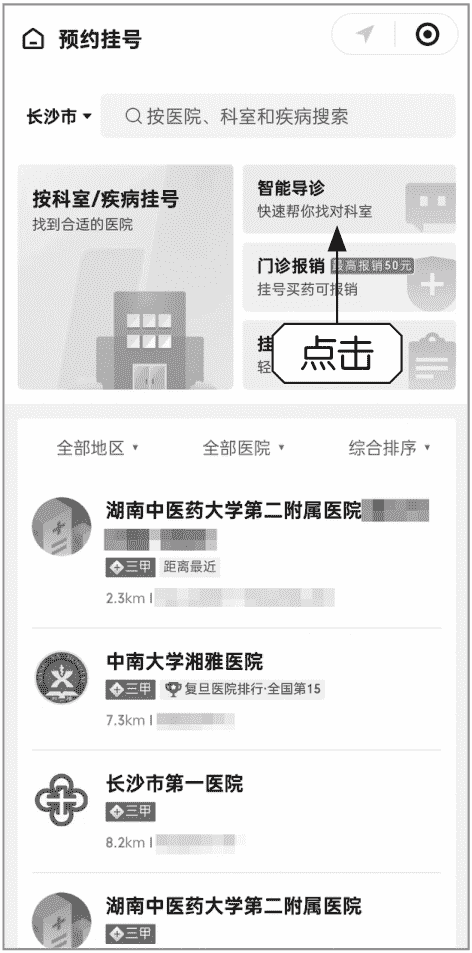 预约挂号
长沙市
按医院、科室和疾病搜索
按科室/疾病挂号
找到合适的医院
智能导诊
快速帮你找对科室
门诊报销 最高报销50元
挂号买药可报销
挂
轻
点击
全部地区
全部医院
综合排序
湖南中医药大学第二附属医院
三甲 距离最近
2.3km |
中南大学湘雅医院
三甲 复旦医院排行·全国第15
7.3km |
长沙市第一医院
三甲
8.2km |
湖南中医药大学第二附属医院
三甲